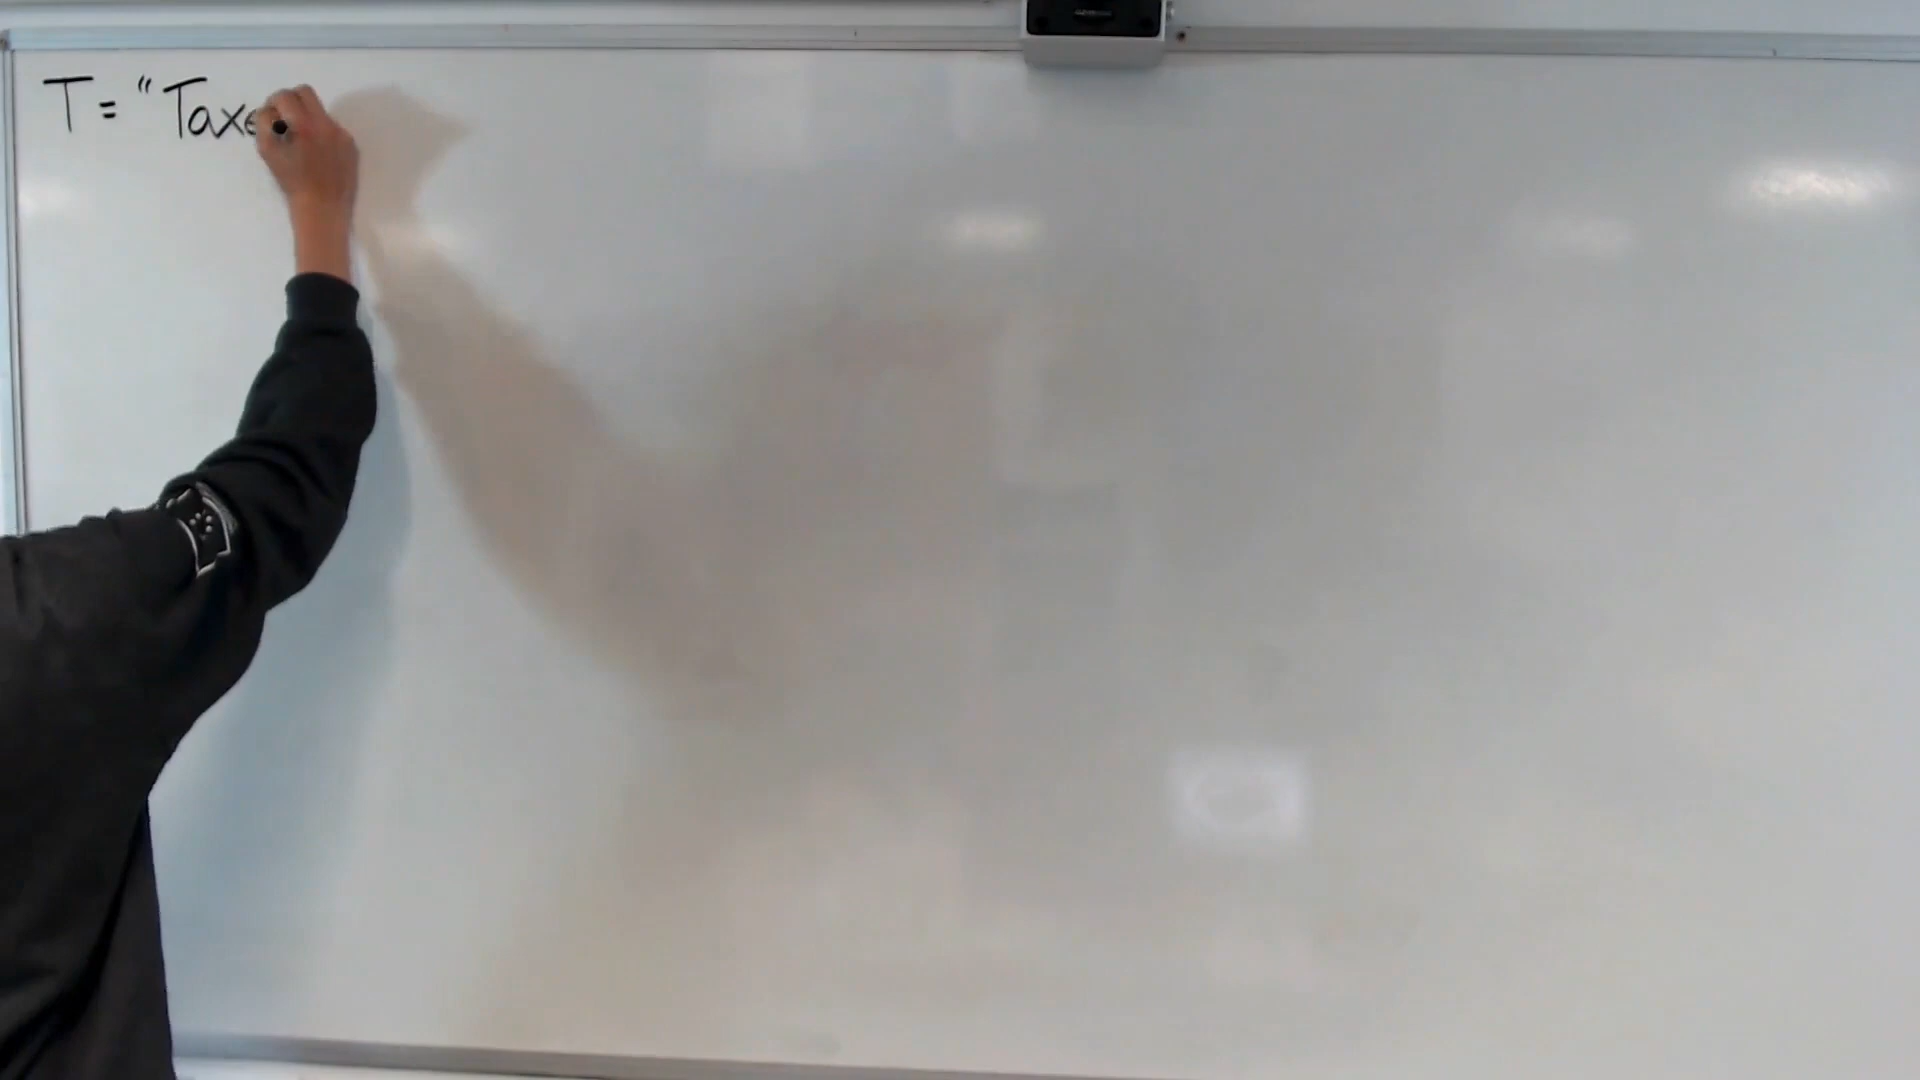 T = " Taxe